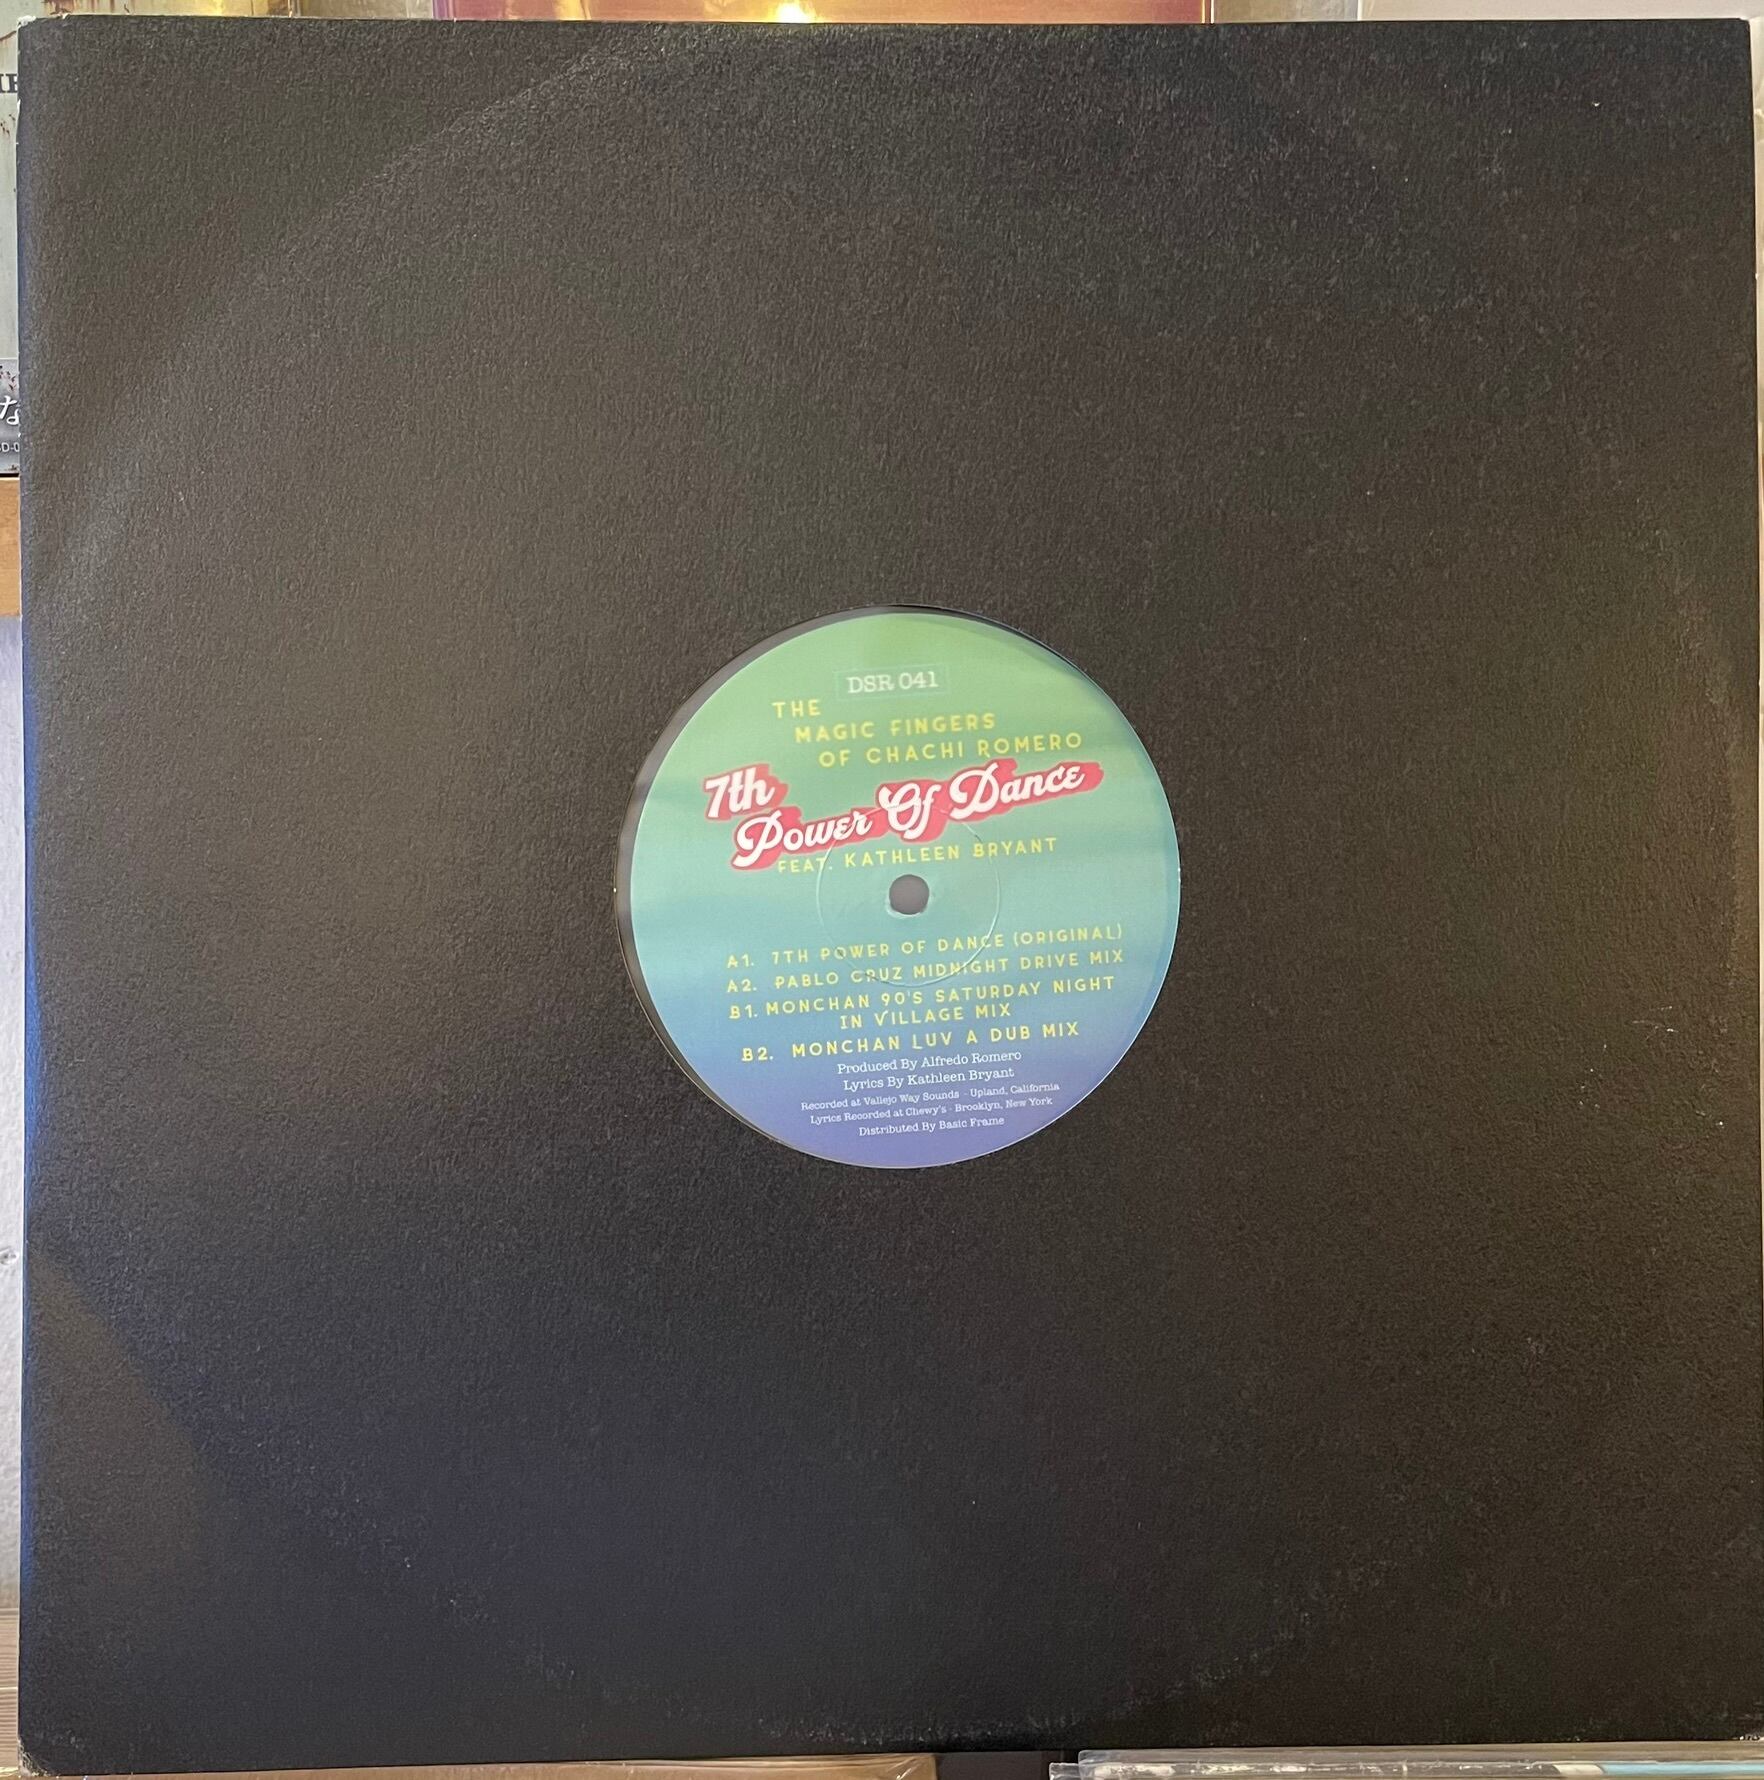 DSR 041
THE
MAGIC FINGERS
OF CHACHI ROMERO
7th
Power Of Dance
FEAT. KATHLEEN BRYANT
A1. 7TH POWER OF DANCE (ORIGINAL)
A2. PABLO CRUZ MIDNIGHT DRIVE MIX
B1. MONCHAN 90'S SATURDAY NIGHT
IN VILLAGE MIX
B2. MONCHAN LUV A DUB MIX
Produced By Alfredo Romero
Lyrics By Kathleen Bryant
Recorded at Vallejo Way Sounds - Upland, California
Lyrics Recorded at Chewy's - Brooklyn, New York
Distributed By Basic Frame